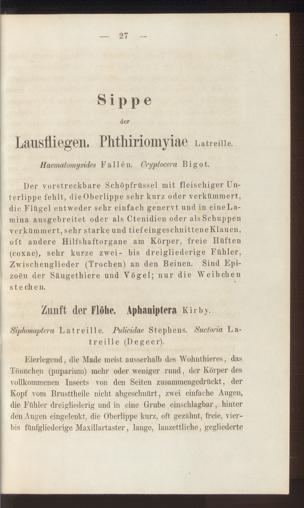 — 27 —
Sippe
der
Lausfliegen. Phthiriomyiae Latreille.
Haematomyzides Fallèn. Cryptocera Bigot.
Der vorstreckbare Schöpfrüssel mit fleischiger Un-
terlippe fehlt, die Oberlippe sehr kurz oder verkümmert,
die Flügel entweder sehr einfach genervt und in eine La-
mina ausgebreitet oder als Ctenidien oder als Schuppen
verkümmert, sehr starke und tief eingeschnittene Klauen,
oft andere Hilfshaftorgane am Körper, freie Hüften
(coxae), sehr kurze zwei- bis dreigliederige Fühler,
Zwischenglieder (Trochen) an den Beinen. Sind Epi-
zoën der Säugethiere und Vögel; nur die Weibchen
stechen.
Zunft der Flöhe. Aphaniptera Kirby.
Siphonaptera Latreille. Pulicidae Stephens. Suctoria La-
treille (Degeer).
Eierlegend, die Made meist ausserhalb des Wohnthieres, das
Tönnchen (puparium) mehr oder weniger rund, der Körper des
vollkommenen Insects von den Seiten zusammengedrückt, der
Kopf vom Brusttheile nicht abgeschnürt, zwei einfache Augen,
die Fühler dreigliederig und in eine Grube einschlagbar, hinter
den Augen eingelenkt, die Oberlippe kurz, oft gezähnt, freie, vier-
bis fünfgliederige Maxillartaster, lange, lanzettliche, gegliederte